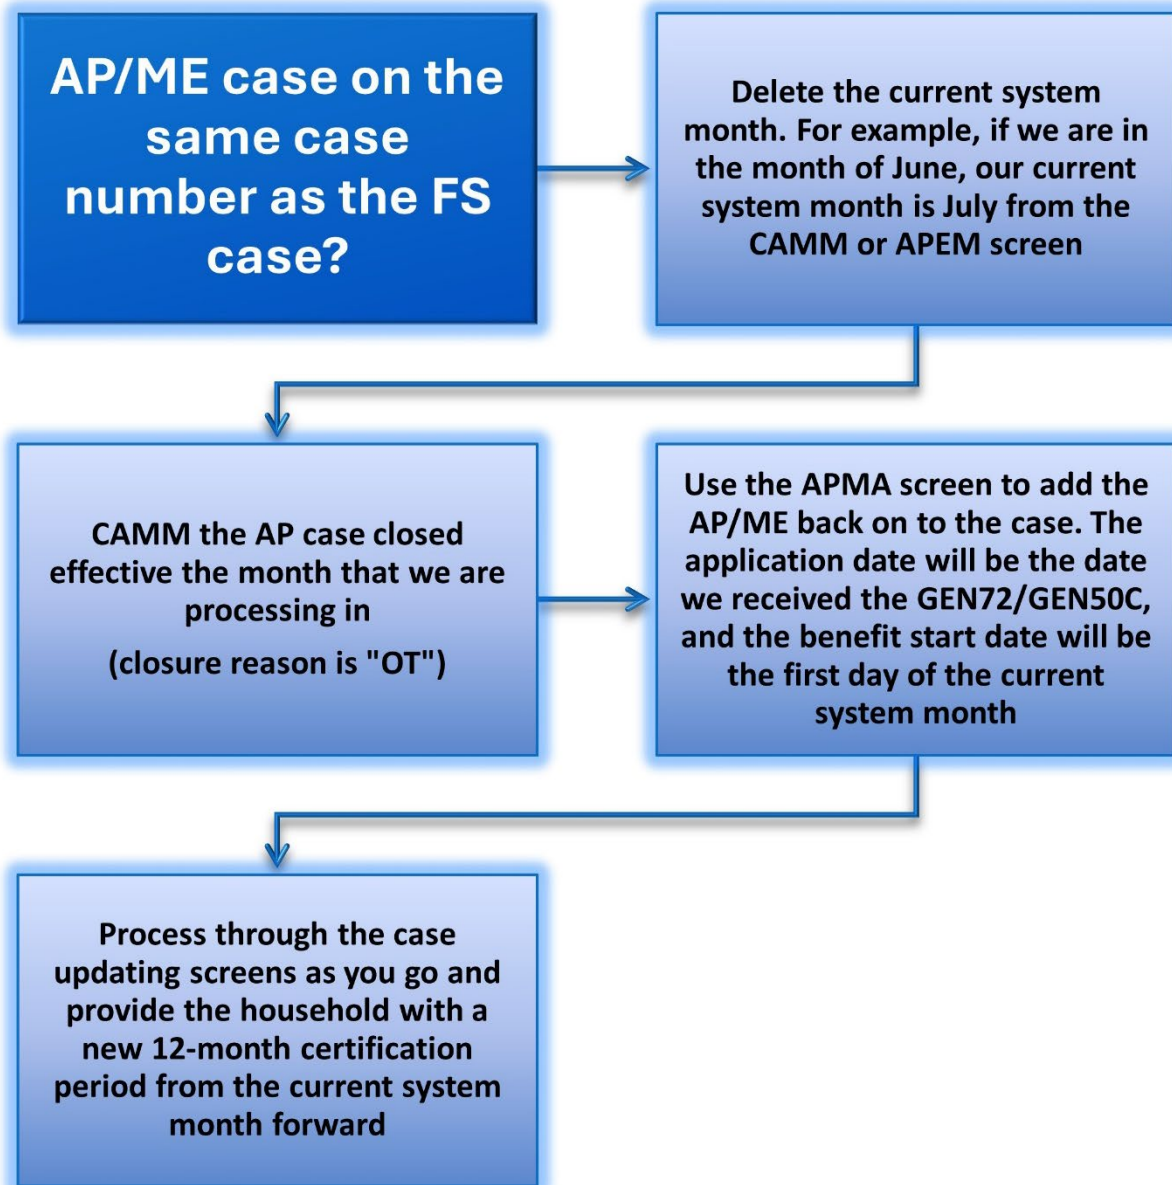 AP/ME case on the
same case
number as the FS
case?
Delete the current system
month. For example, if we are in
the month of June, our current
system month is July from the
CAMM or APEM screen
CAMM the AP case closed
effective the month that we are
processing in
(closure reason is "OT")
Use the APMA screen to add the
AP/ME back on to the case. The
application date will be the date
we received the GEN72/GEN50C,
and the benefit start date will be
the first day of the current
system month
Process through the case
updating screens as you go and
provide the household with a
new 12-month certification
period from the current system
month forward